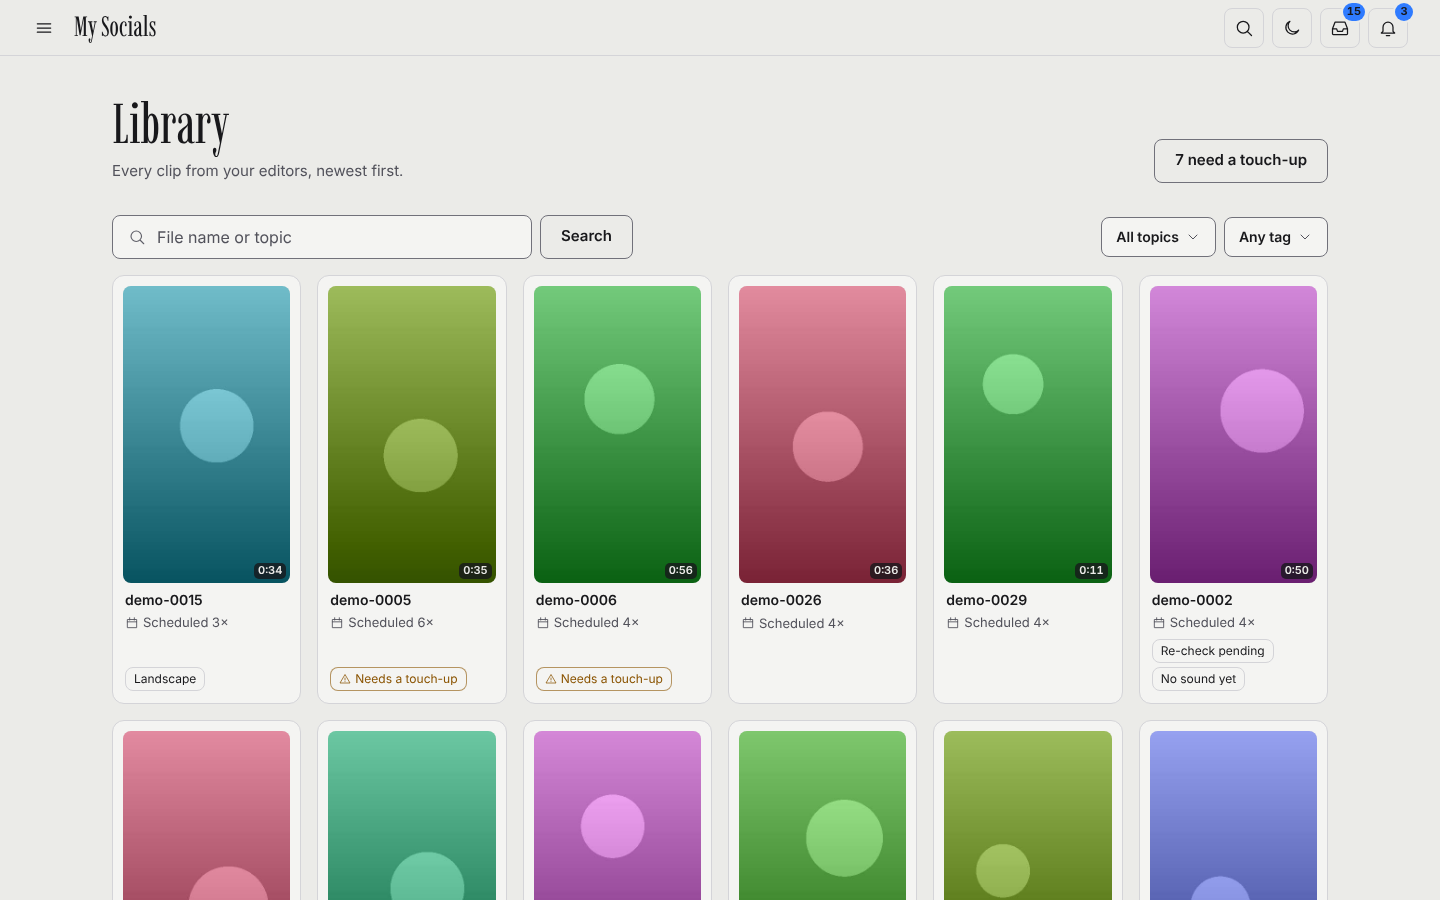 My Socials
15
3
Library
Every clip from your editors, newest first.
7 need a touch-up
File name or topic
Search
All topics
Any tag
0:34
0:35
0:56
0:36
0:11
0:50
demo-0015
demo-0005
demo-0006
demo-0026
demo-0029
demo-0002
Scheduled 3×
Scheduled 6×
Scheduled 4×
Scheduled 4×
Scheduled 4×
Scheduled 4×
Re-check pending
Landscape
Needs a touch-up
Needs a touch-up
No sound yet